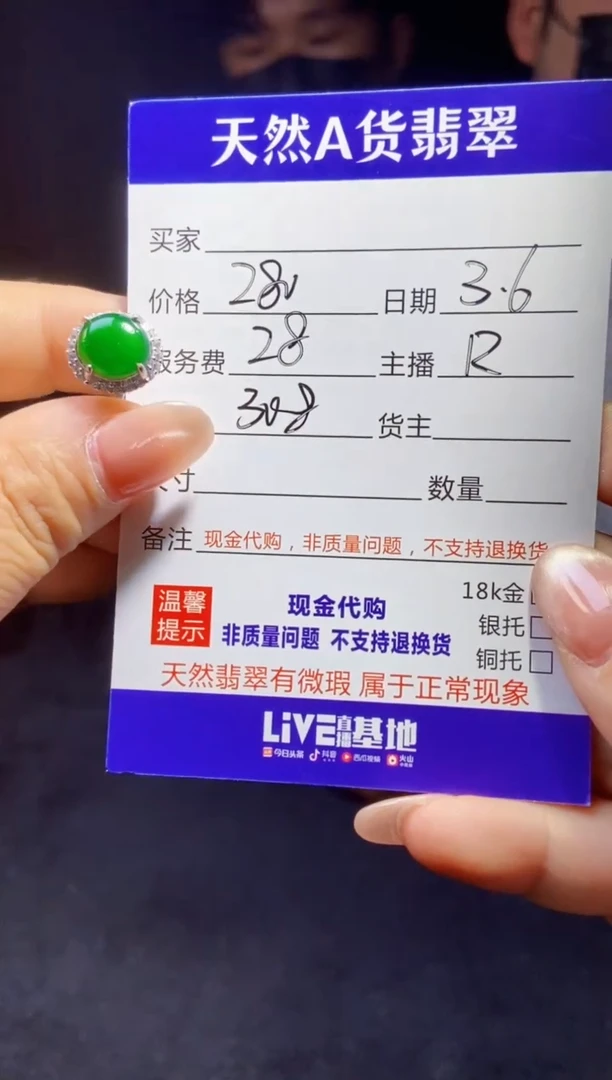 天然A货翡翠
买家
价格 280 日期 3.6
服务费 28 主播 R
308 货主
寸 数量
备注 现金代购，非质量问题，不支持退换货
18k金
温馨提示
现金代购
银托
非质量问题 不支持退换货
铜托
天然翡翠有微瑕 属于正常现象
LiVE直播基地
今日头条 抖音 西瓜视频 火山